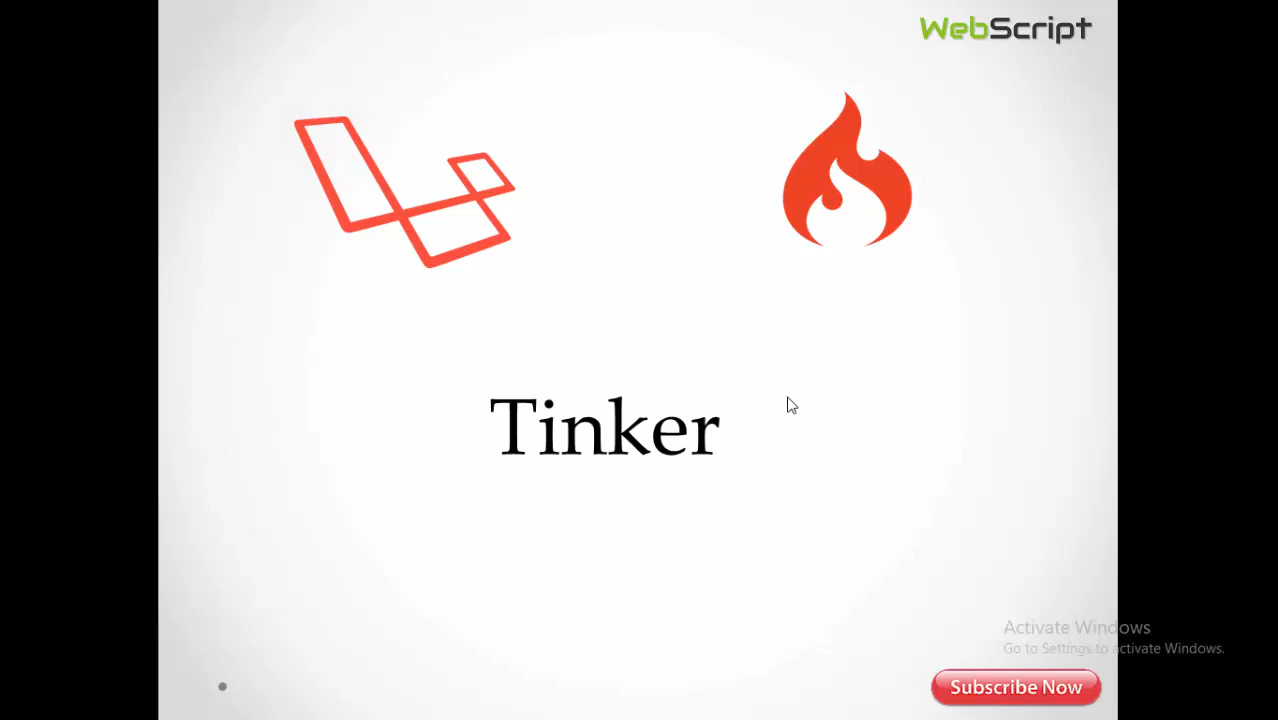 WebScript
Tinker
Activate Windows
Go to Settings to activate Windows.
Subscribe Now